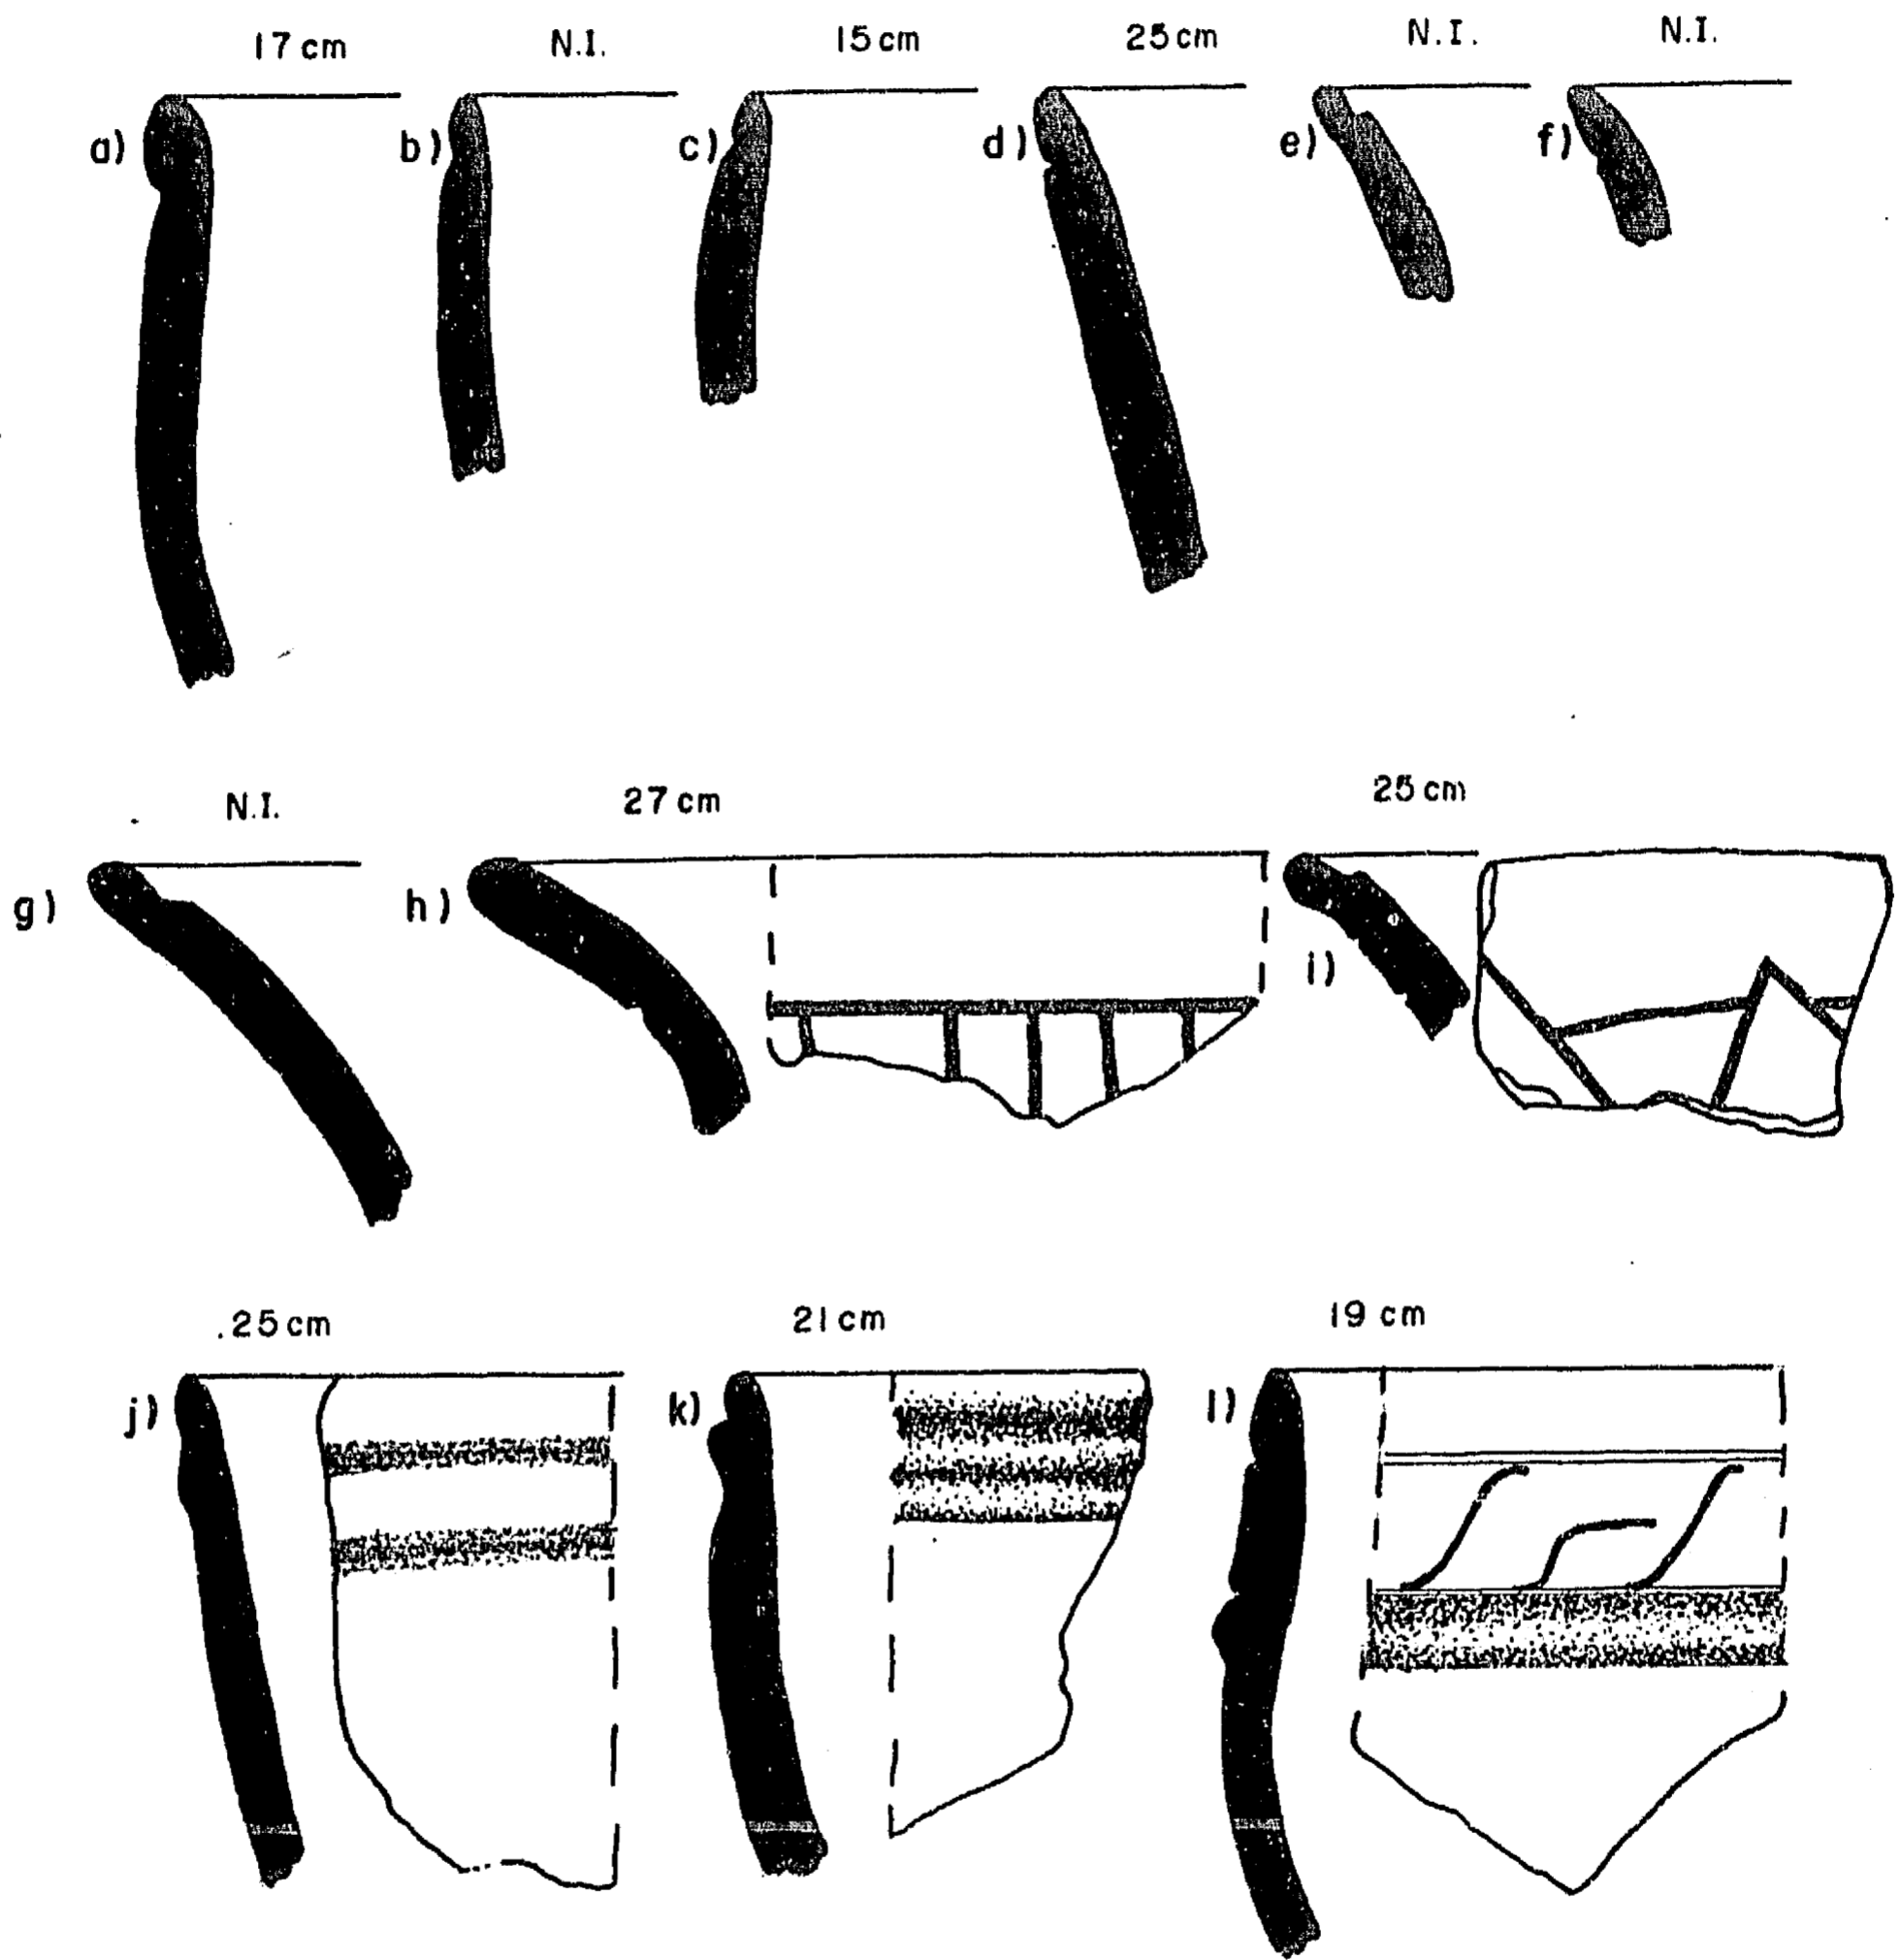 17 cm N.I. 15 cm 25 cm N.I. N.I.
a) b) c) d) e) f)
N.I. 27 cm 25 cm
g) h) i)
.25 cm 21 cm 19 cm
j) k) l)